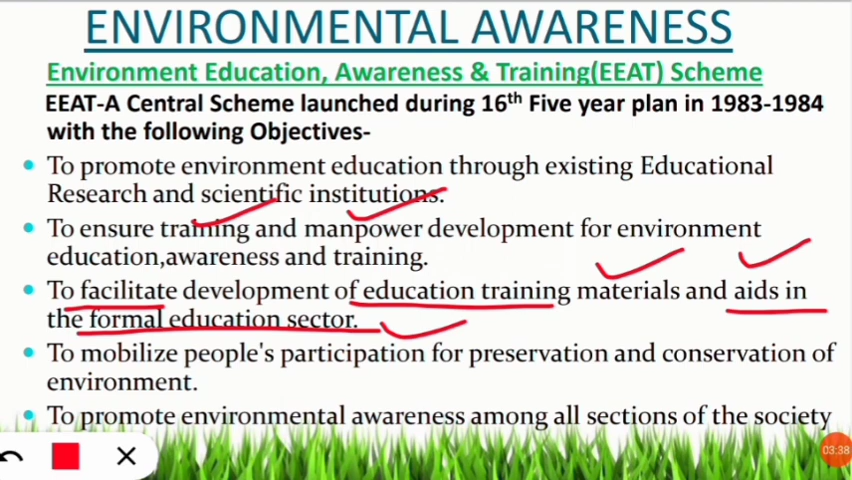 ENVIRONMENTAL AWARENESS
Environment Education, Awareness & Training(EEAT) Scheme
EEAT-A Central Scheme launched during 16th Five year plan in 1983-1984
with the following Objectives-
• To promote environment education through existing Educational
Research and scientific institutions.
• To ensure training and manpower development for environment
education,awareness and training.
• To facilitate development of education training materials and aids in
the formal education sector.
• To mobilize people's participation for preservation and conservation of
environment.
• To promote environmental awareness among all sections of the society
03:38